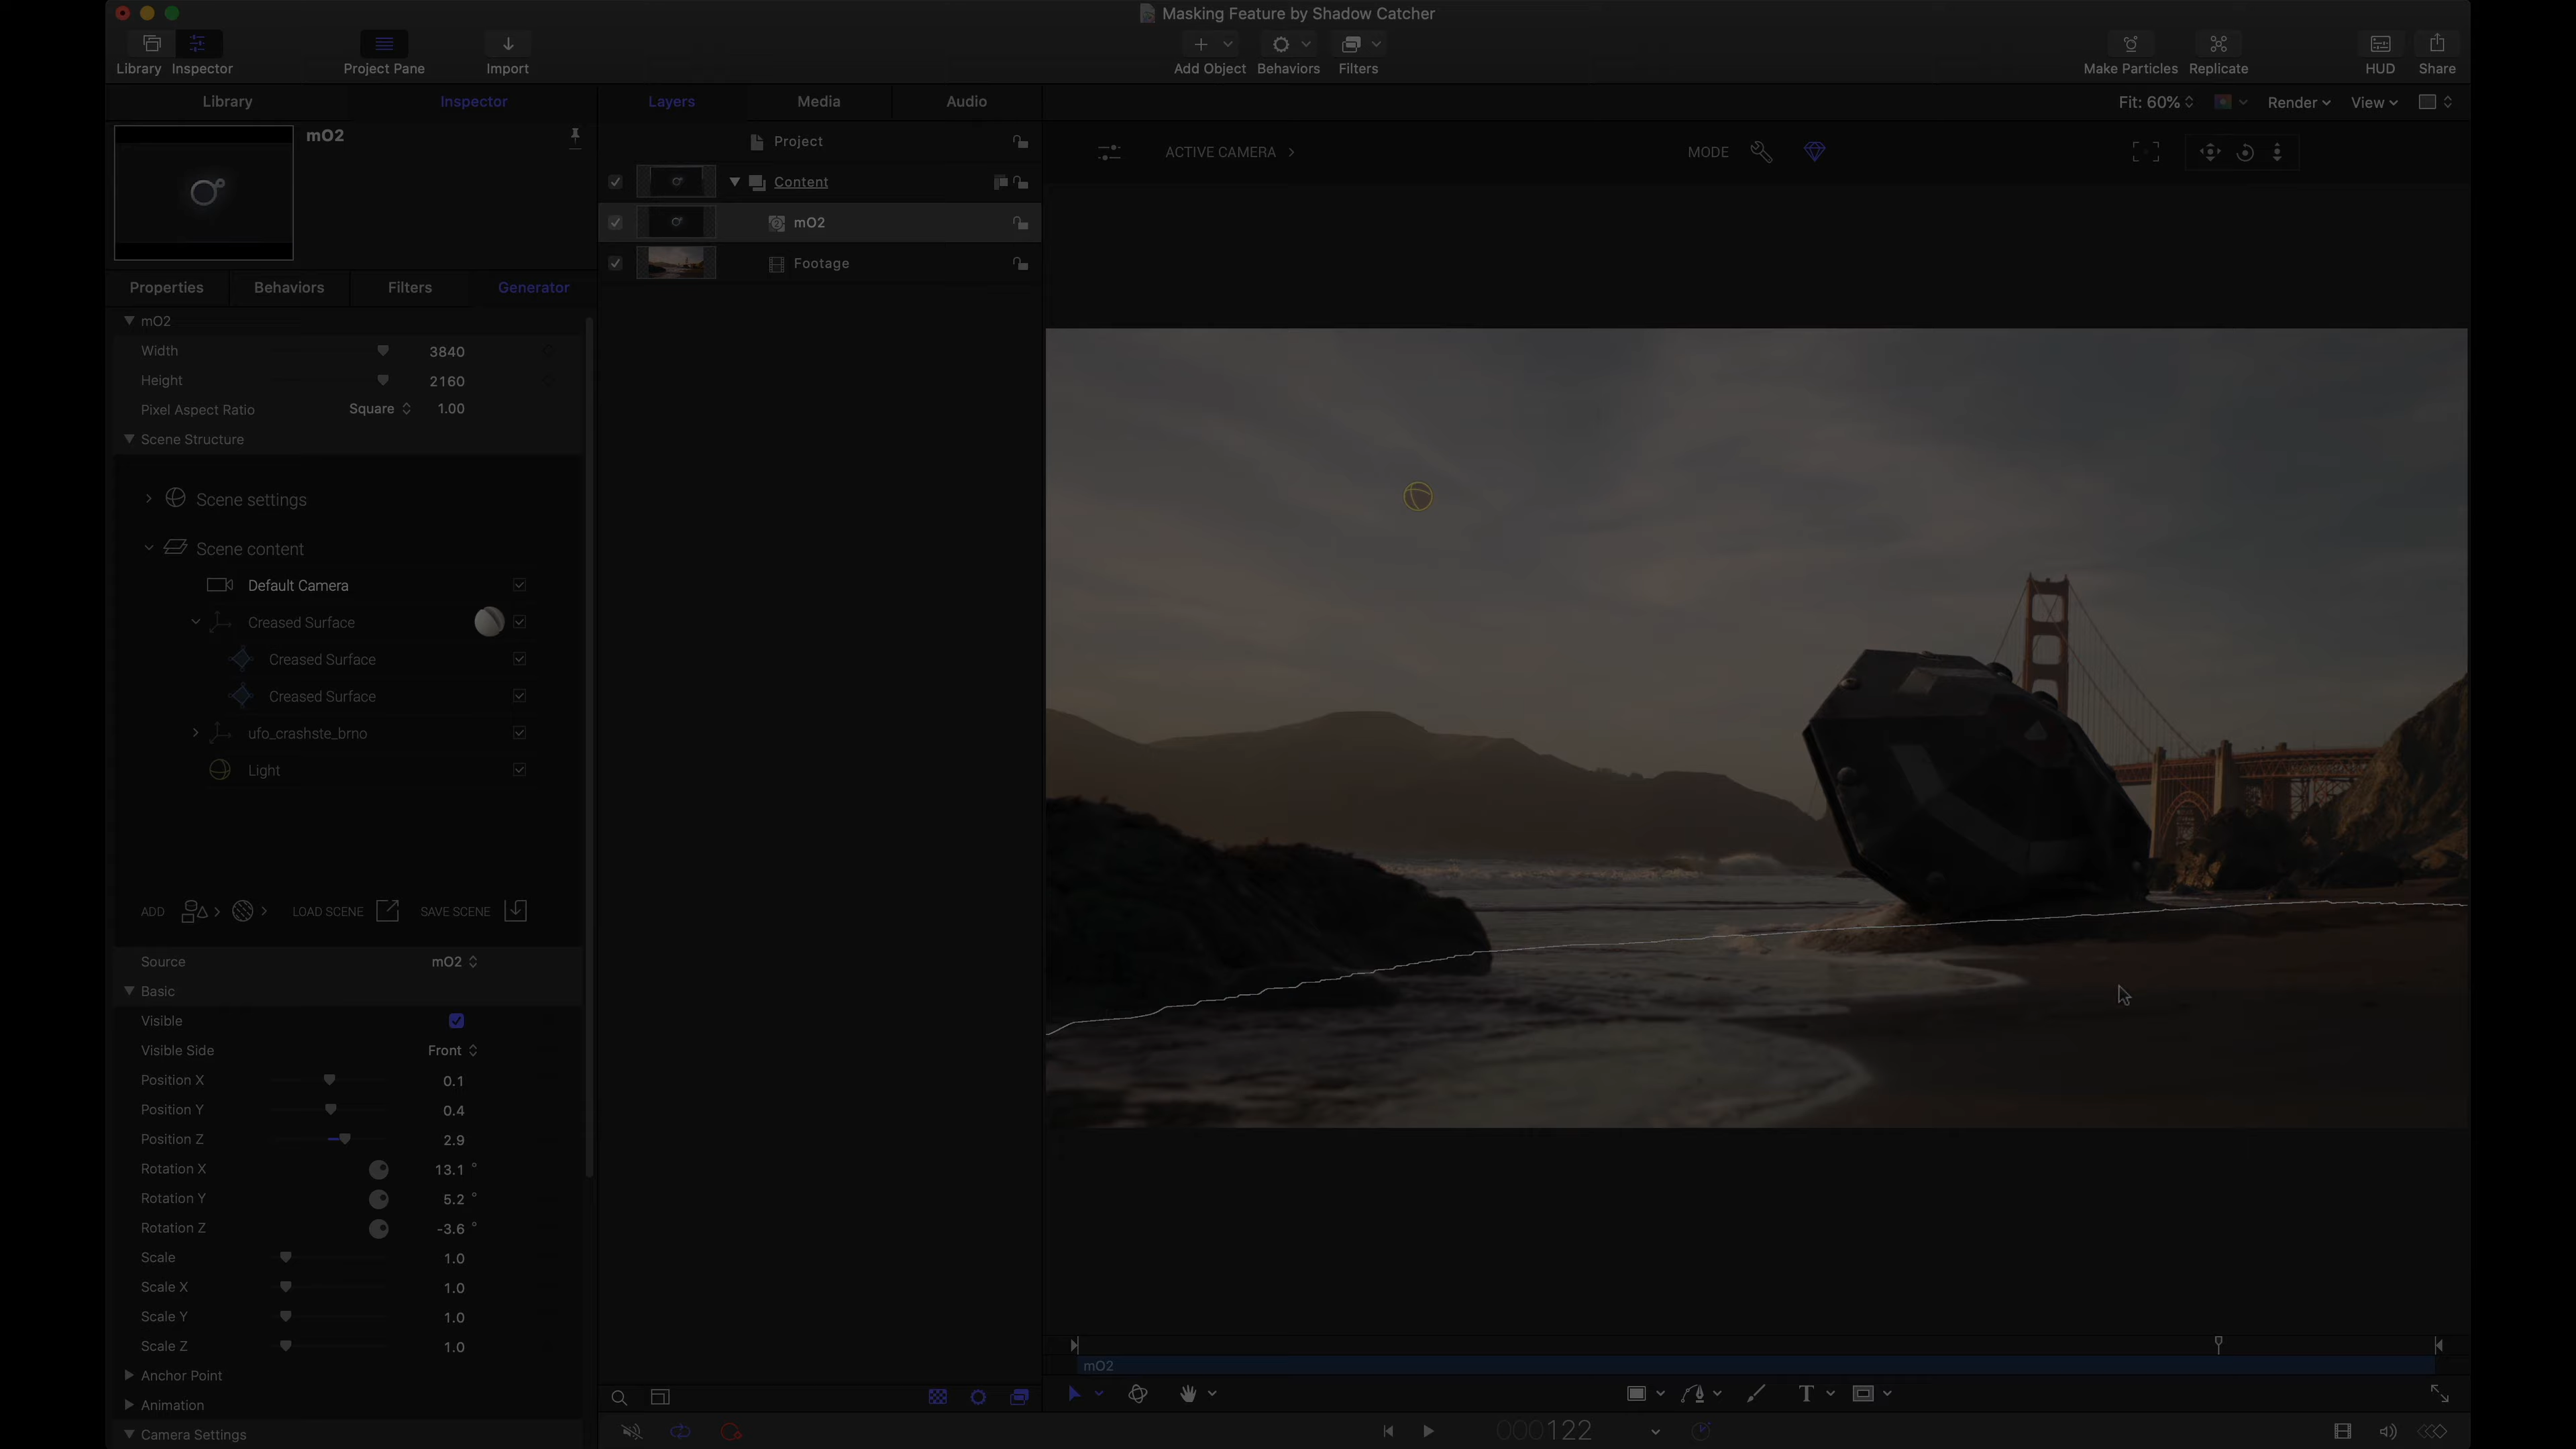 Masking Feature by Shadow Catcher
Library Inspector Project Pane Import Add Object Behaviors Filters Make Particles Replicate HUD Share
Library Inspector Layers Media Audio Fit: 60% Render View
mO2
Project
ACTIVE CAMERA MODE
Content
mO2
Footage
Properties Behaviors Filters Generator
mO2
Width 3840
Height 2160
Pixel Aspect Ratio Square 1.00
Scene Structure
Scene settings
Scene content
Default Camera
Creased Surface
Creased Surface
Creased Surface
ufo_crashste_brno
Light
ADD LOAD SCENE SAVE SCENE
Source mO2
Basic
Visible
Visible Side Front
Position X 0.1
Position Y 0.4
Position Z 2.9
Rotation X 13.1 °
Rotation Y 5.2 °
Rotation Z -3.6 °
Scale 1.0
Scale X 1.0
Scale Y 1.0
Scale Z 1.0
Anchor Point
Animation
Camera Settings
mO2
T
000122